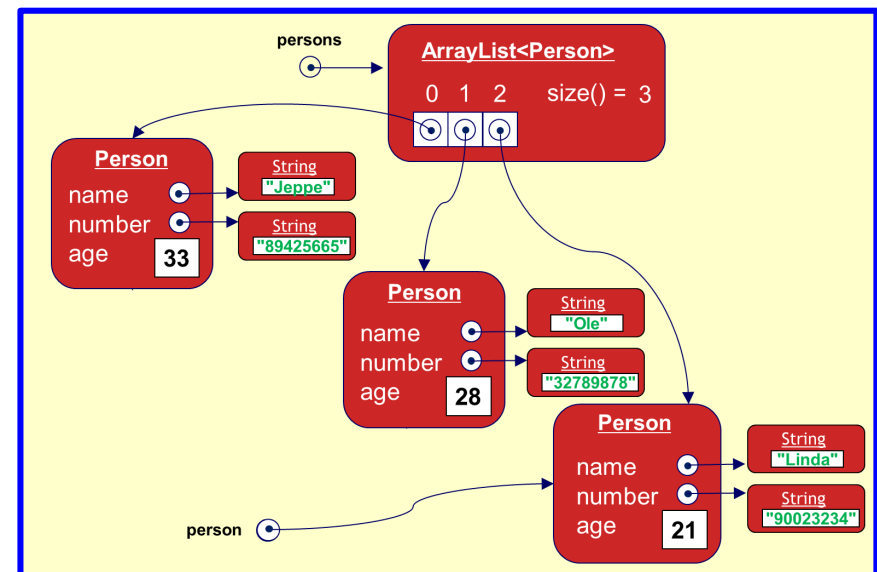 persons
ArrayList<Person>
0 1 2 size() = 3
Person
name
number
age 33
String
"Jeppe"
String
"89425665"
Person
name
number
age 28
String
"Ole"
String
"32789878"
Person
name
number
age 21
String
"Linda"
String
"90023234"
person